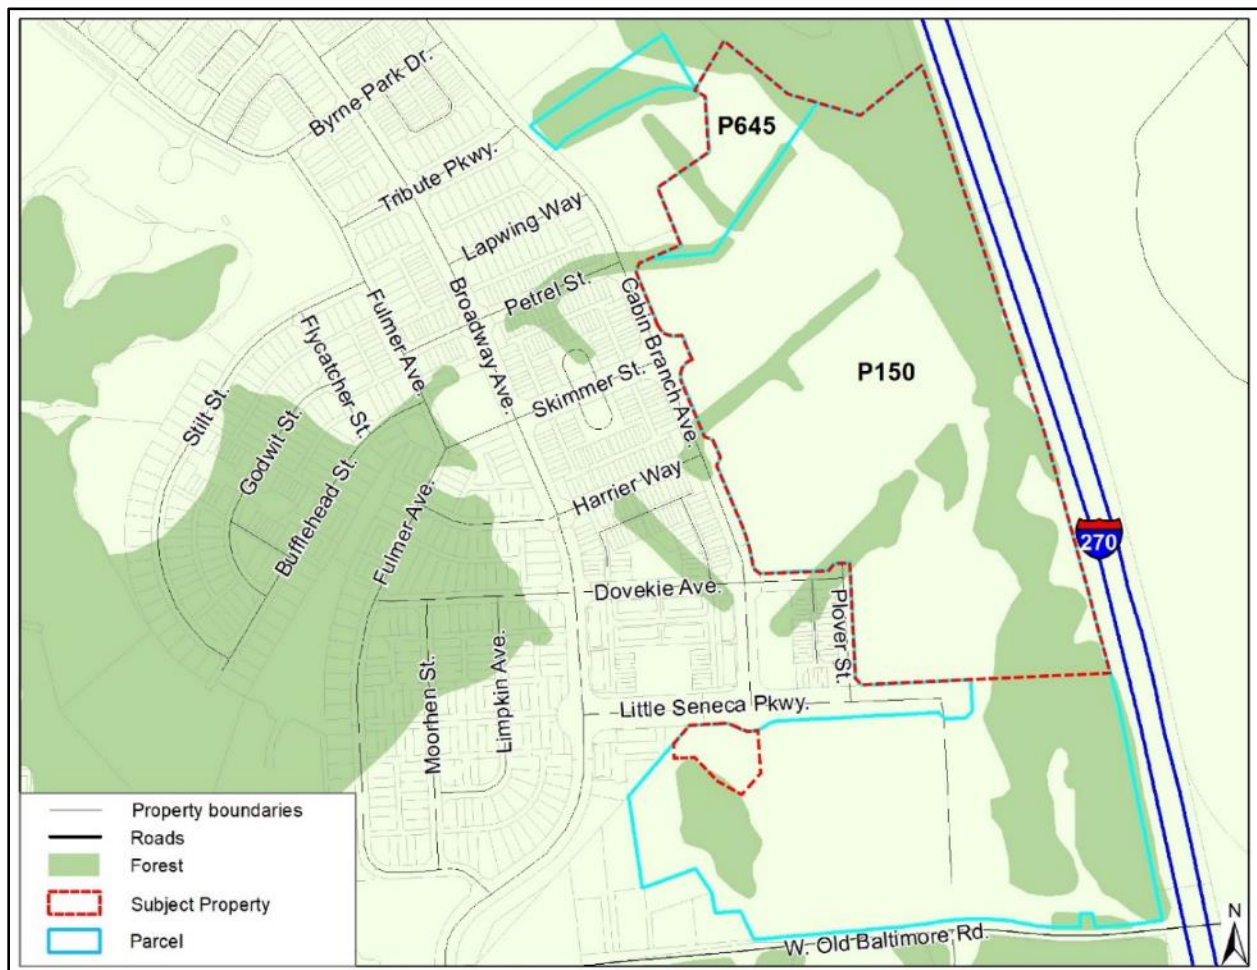 Byrne Park Dr.
P645
Tribute Pkwy.
Lapwing Way
Petrel St.
Cabin Branch Ave.
Fulmer Ave.
Broadway Ave.
Flycatcher St.
Skimmer St.
P150
Stilt St.
Godwit St.
Bufflehead St.
Harrier Way
Fulmer Ave.
270
Dovekie Ave.
Plover St.
Moorhen St.
Limpkin Ave.
Little Seneca Pkwy.
Property boundaries
Roads
Forest
Subject Property
Parcel
W. Old Baltimore Rd.
N